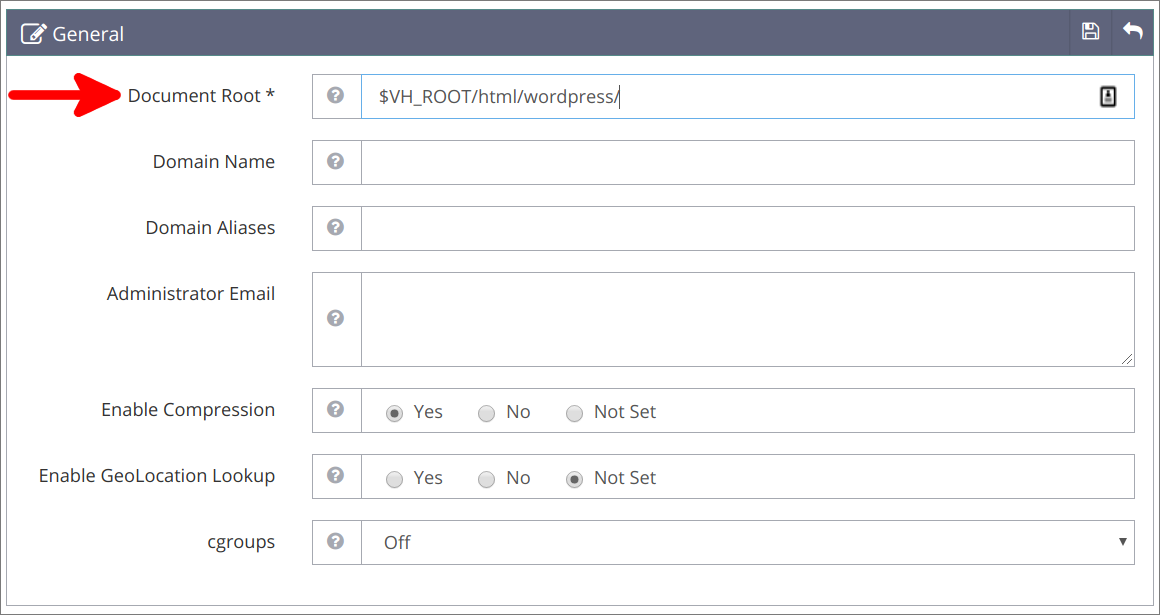 General
Document Root * ? $VH_ROOT/html/wordpress/
Domain Name ?
Domain Aliases ?
Administrator Email ?
Enable Compression ? Yes No Not Set
Enable GeoLocation Lookup ? Yes No Not Set
cgroups ? Off